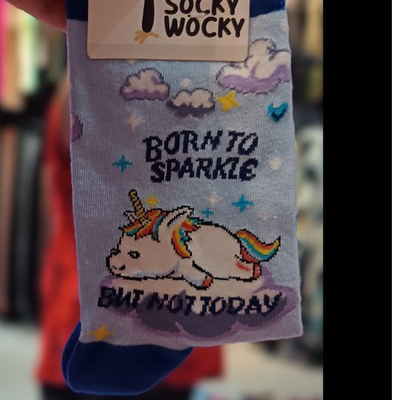 SOCKY
WOCKY
BORN TO
SPARKLE
BUT NOT TODAY